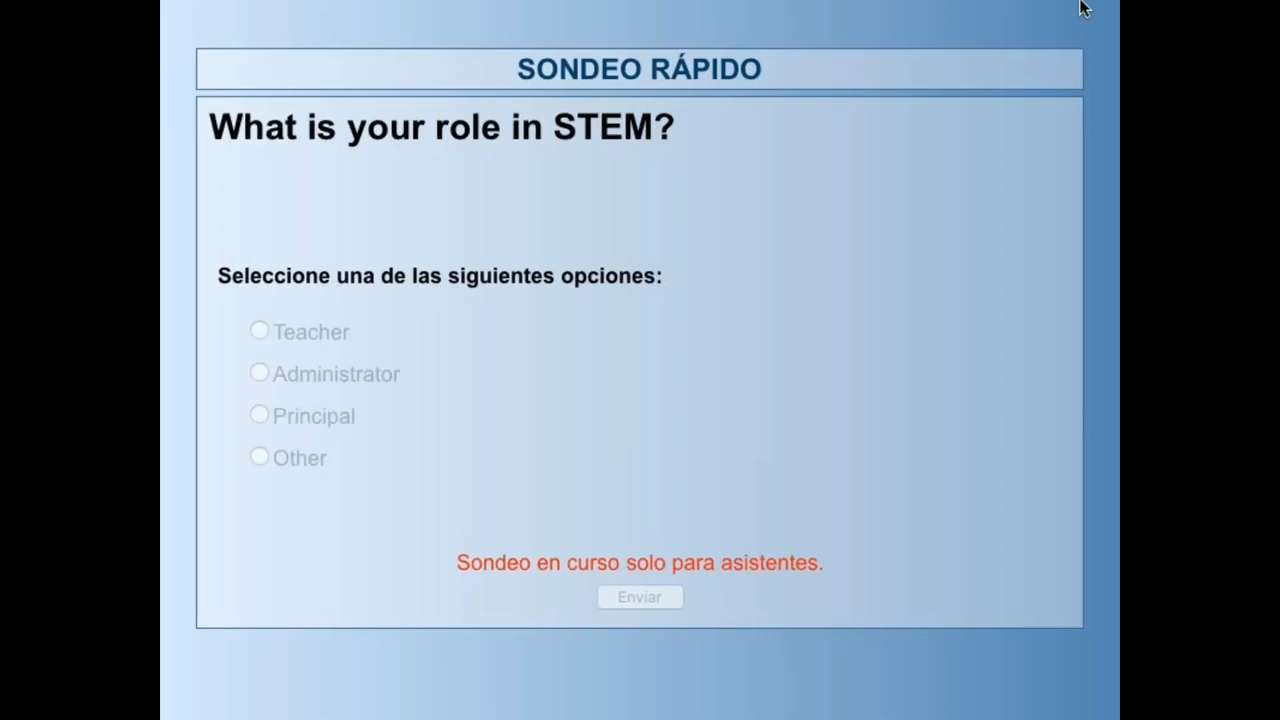 SONDEO RÁPIDO
What is your role in STEM?
Seleccione una de las siguientes opciones:
Teacher
Administrator
Principal
Other
Sondeo en curso solo para asistentes.
Enviar